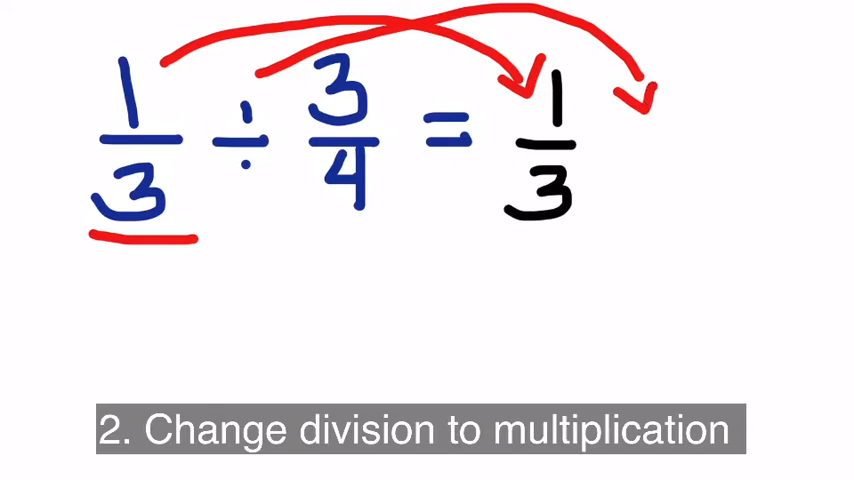 1/3 ÷ 3/4 = 1/3
2. Change division to multiplication